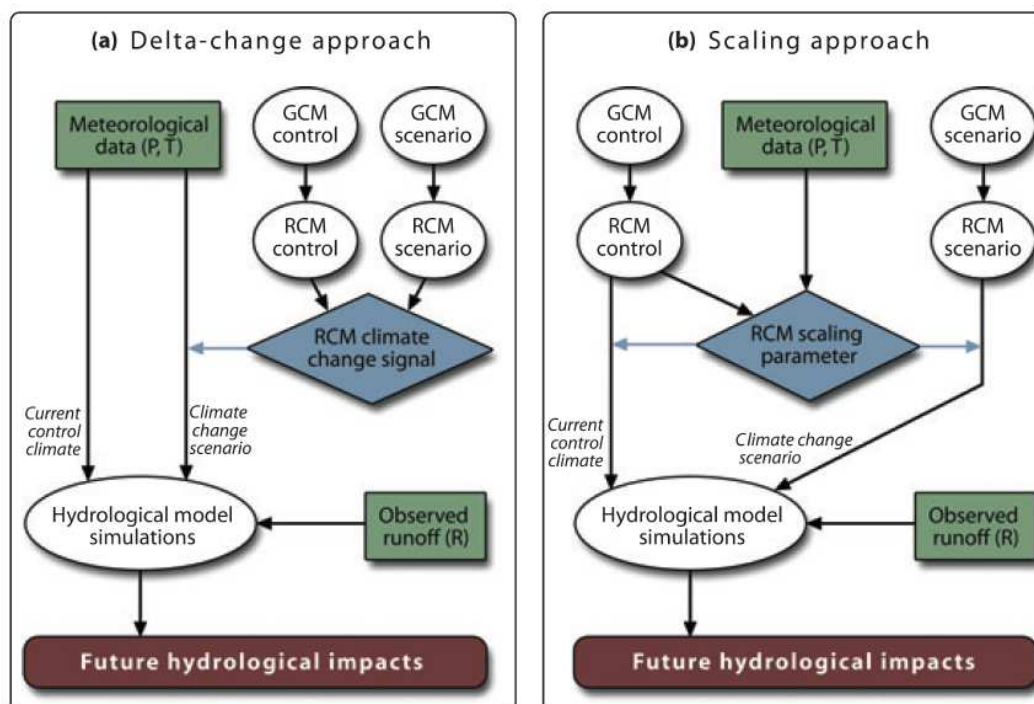 (a) Delta-change approach
Meteorological
data (P, T)
GCM
control
GCM
scenario
RCM
control
RCM
scenario
RCM climate
change signal
Current
control
climate
Climate
change
scenario
Hydrological model
simulations
Observed
runoff (R)
Future hydrological impacts
(b) Scaling approach
GCM
control
Meteorological
data (P, T)
GCM
scenario
RCM
control
RCM
scenario
RCM scaling
parameter
Current
control
climate
Climate change
scenario
Hydrological model
simulations
Observed
runoff (R)
Future hydrological impacts